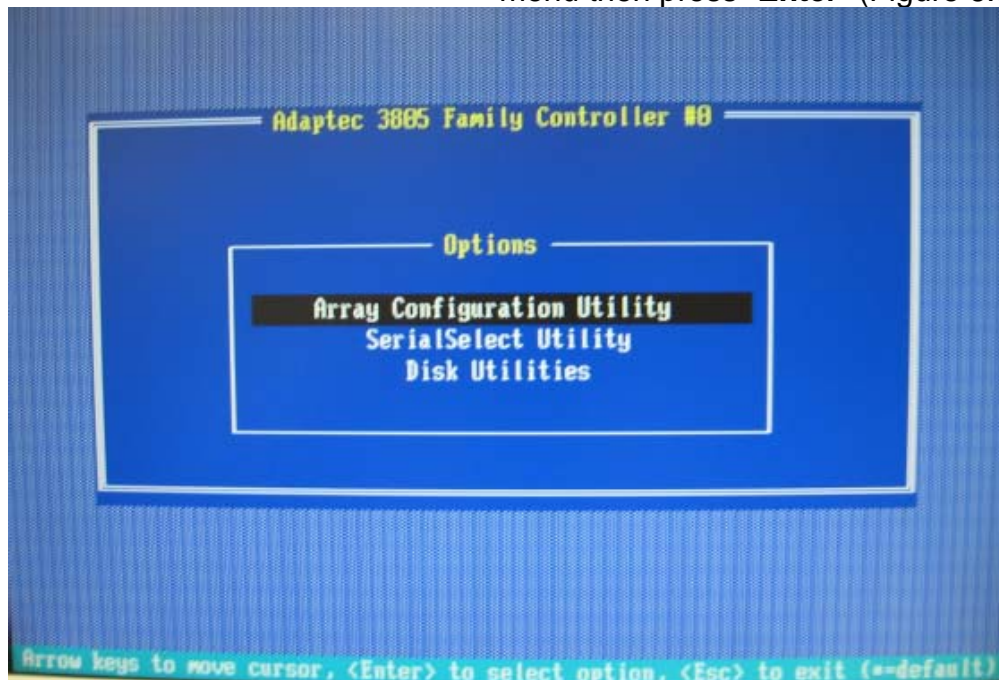 menu then press "Enter" (Figure 3.
Adaptec 3805 Family Controller #0
Options
Array Configuration Utility
SerialSelect Utility
Disk Utilities
Arrow keys to move cursor, <Enter> to select option, <Esc> to exit (*=default)